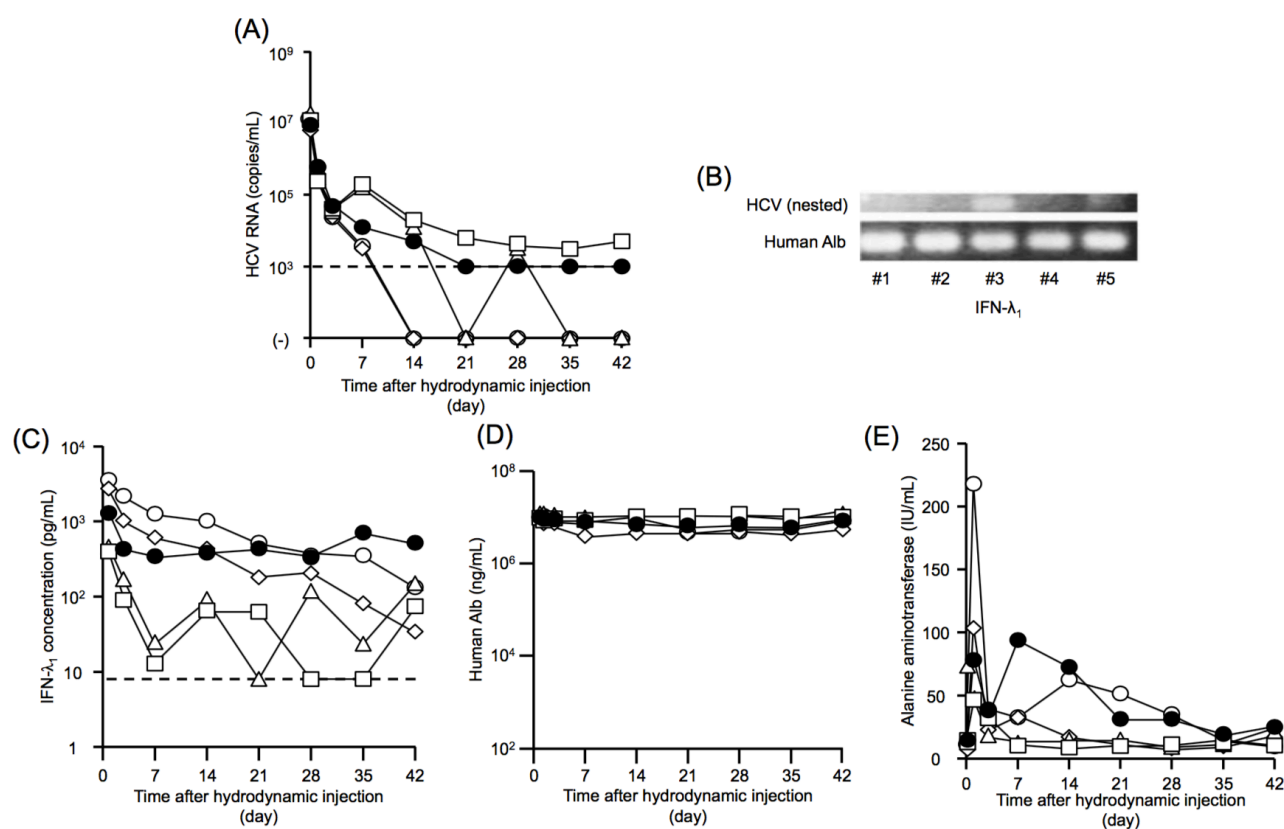 (A)
HCV RNA (copies/mL)
10⁹
10⁷
10⁵
10³
(-)
0 7 14 21 28 35 42
Time after hydrodynamic injection
(day)
(B)
HCV (nested)
Human Alb
#1 #2 #3 #4 #5
IFN-λ₁
(C)
IFN-λ₁ concentration (pg/mL)
10⁴
10³
10²
10
1
0 7 14 21 28 35 42
Time after hydrodynamic injection
(day)
(D)
Human Alb (ng/mL)
10⁸
10⁶
10⁴
10²
0 7 14 21 28 35 42
Time after hydrodynamic injection
(day)
(E)
Alanine aminotransferase (IU/mL)
250
200
150
100
50
0
0 7 14 21 28 35 42
Time after hydrodynamic injection
(day)